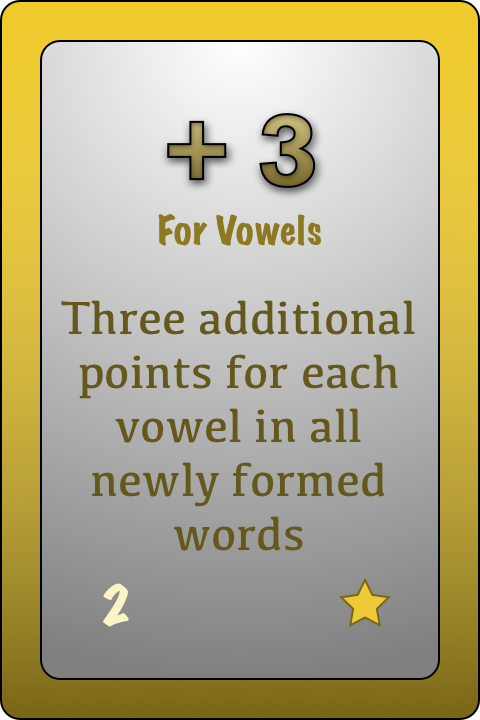 + 3
For Vowels
Three additional
points for each
vowel in all
newly formed
words
2